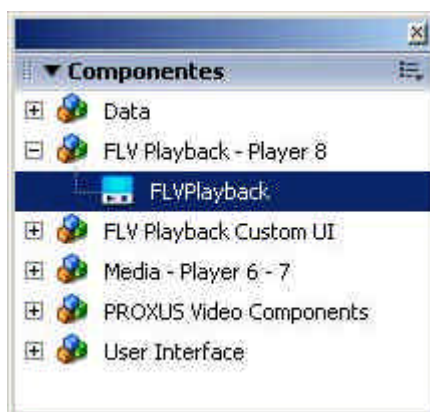 Componentes
Data
FLV Playback - Player 8
FLVPlayback
FLV Playback Custom UI
Media - Player 6 - 7
PROXUS Video Components
User Interface